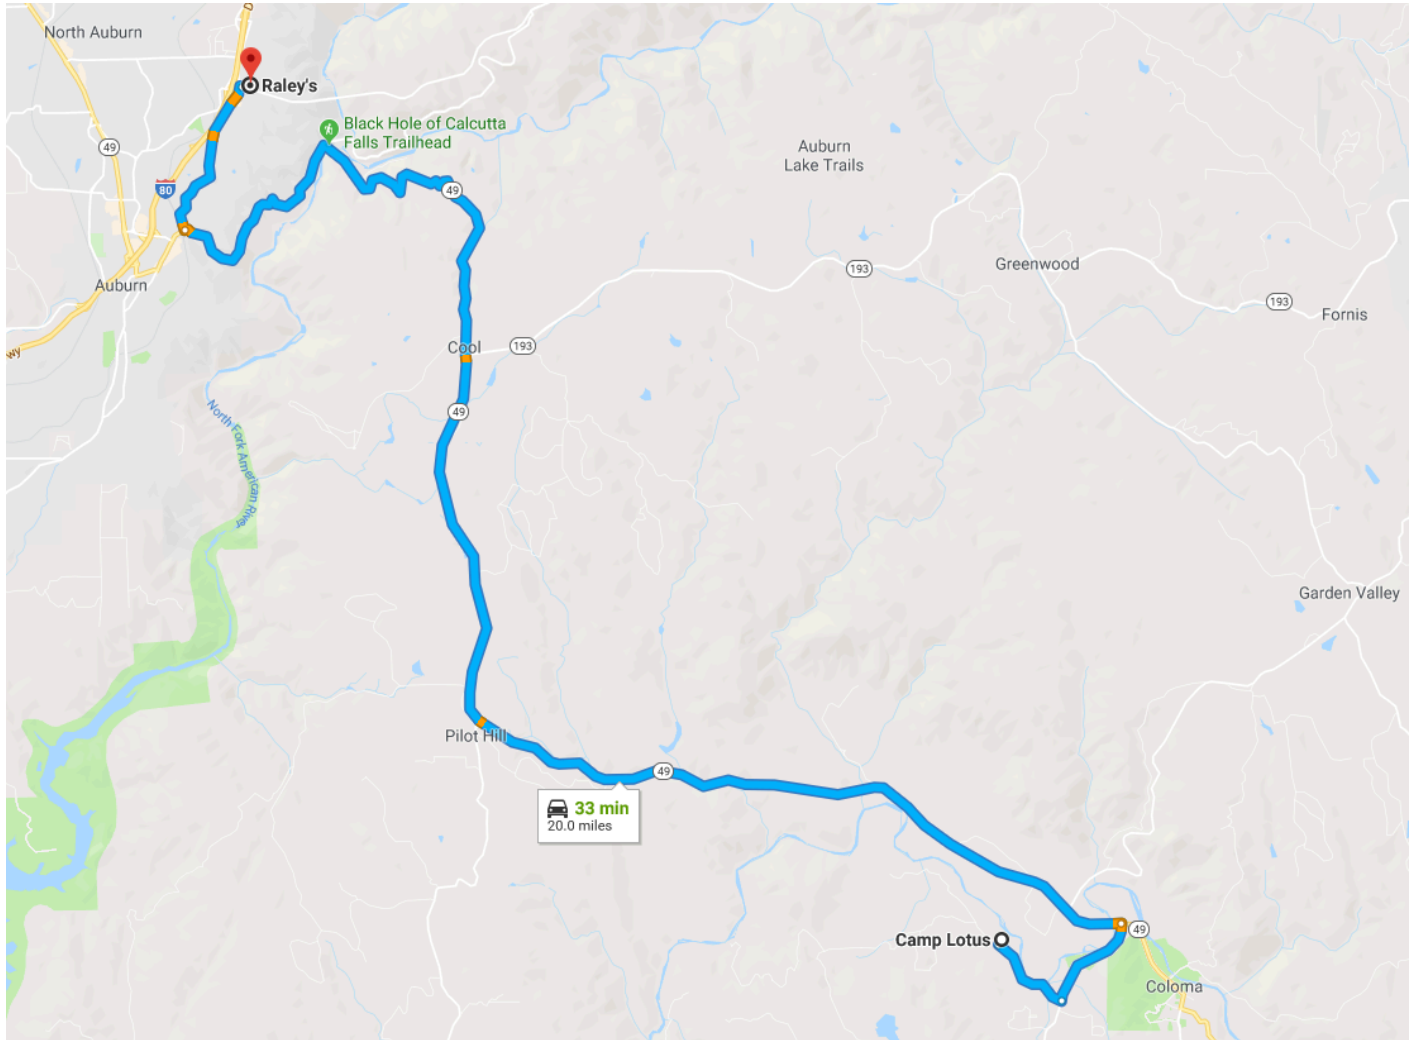 North Auburn
Raley's
Black Hole of Calcutta
Falls Trailhead
49
Auburn
Lake Trails
80
49
Greenwood
193
193
Fornis
Auburn
wy
Cool
193
49
North Fork American River
Garden Valley
Pilot Hill
49
33 min
20.0 miles
Camp Lotus
49
Coloma